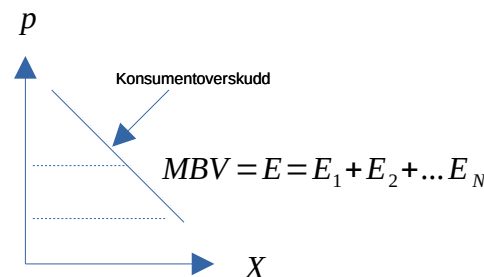 p
Konsumentoverskudd
MBV = E = E₁ + E₂ + ... E_N
X